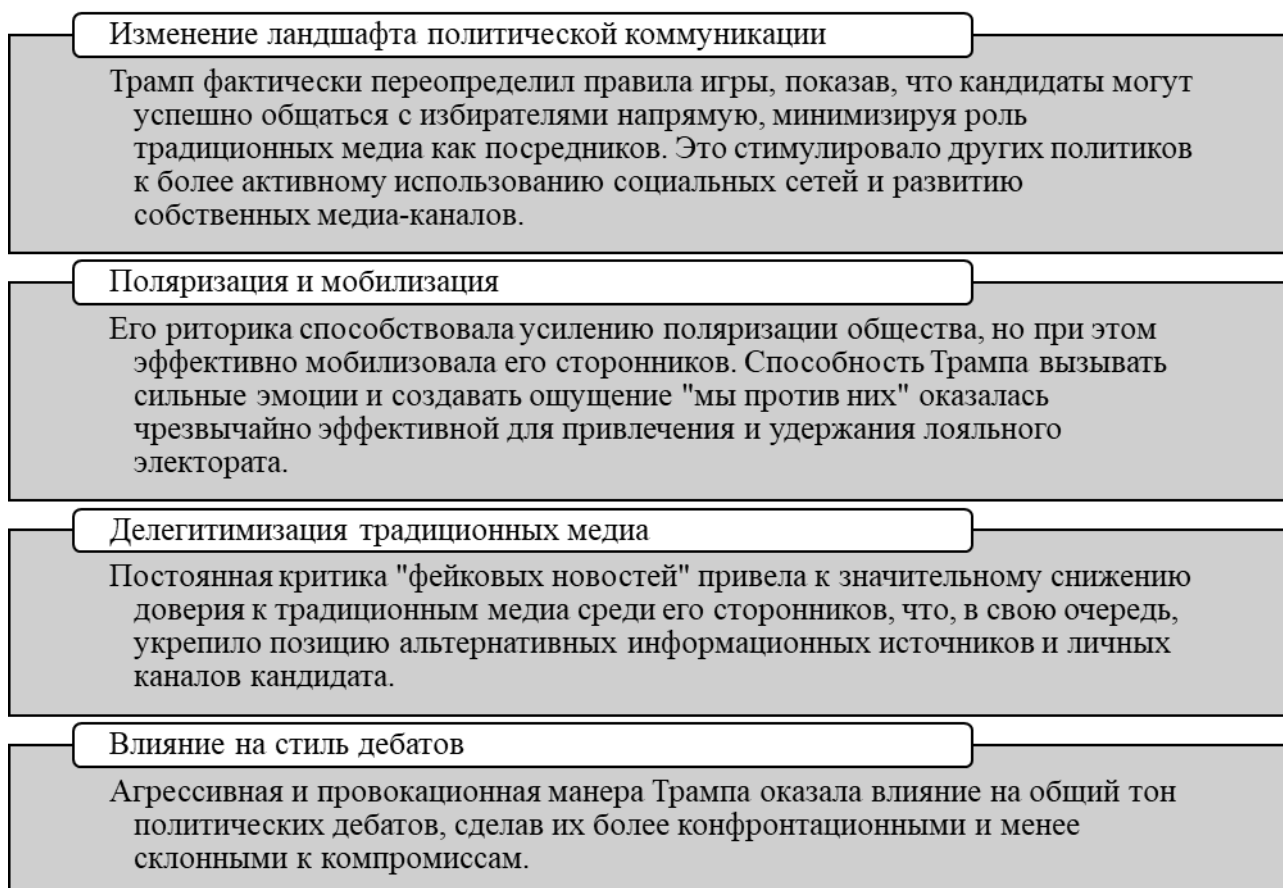 Изменение ландшафта политической коммуникации
Трамп фактически переопределил правила игры, показав, что кандидаты могут
успешно общаться с избирателями напрямую, минимизируя роль
традиционных медиа как посредников. Это стимулировало других политиков
к более активному использованию социальных сетей и развитию
собственных медиа-каналов.
Поляризация и мобилизация
Его риторика способствовала усилению поляризации общества, но при этом
эффективно мобилизовала его сторонников. Способность Трампа вызывать
сильные эмоции и создавать ощущение "мы против них" оказалась
чрезвычайно эффективной для привлечения и удержания лояльного
электората.
Делегитимизация традиционных медиа
Постоянная критика "фейковых новостей" привела к значительному снижению
доверия к традиционным медиа среди его сторонников, что, в свою очередь,
укрепило позицию альтернативных информационных источников и личных
каналов кандидата.
Влияние на стиль дебатов
Агрессивная и провокационная манера Трампа оказала влияние на общий тон
политических дебатов, сделав их более конфронтационными и менее
склонными к компромиссам.